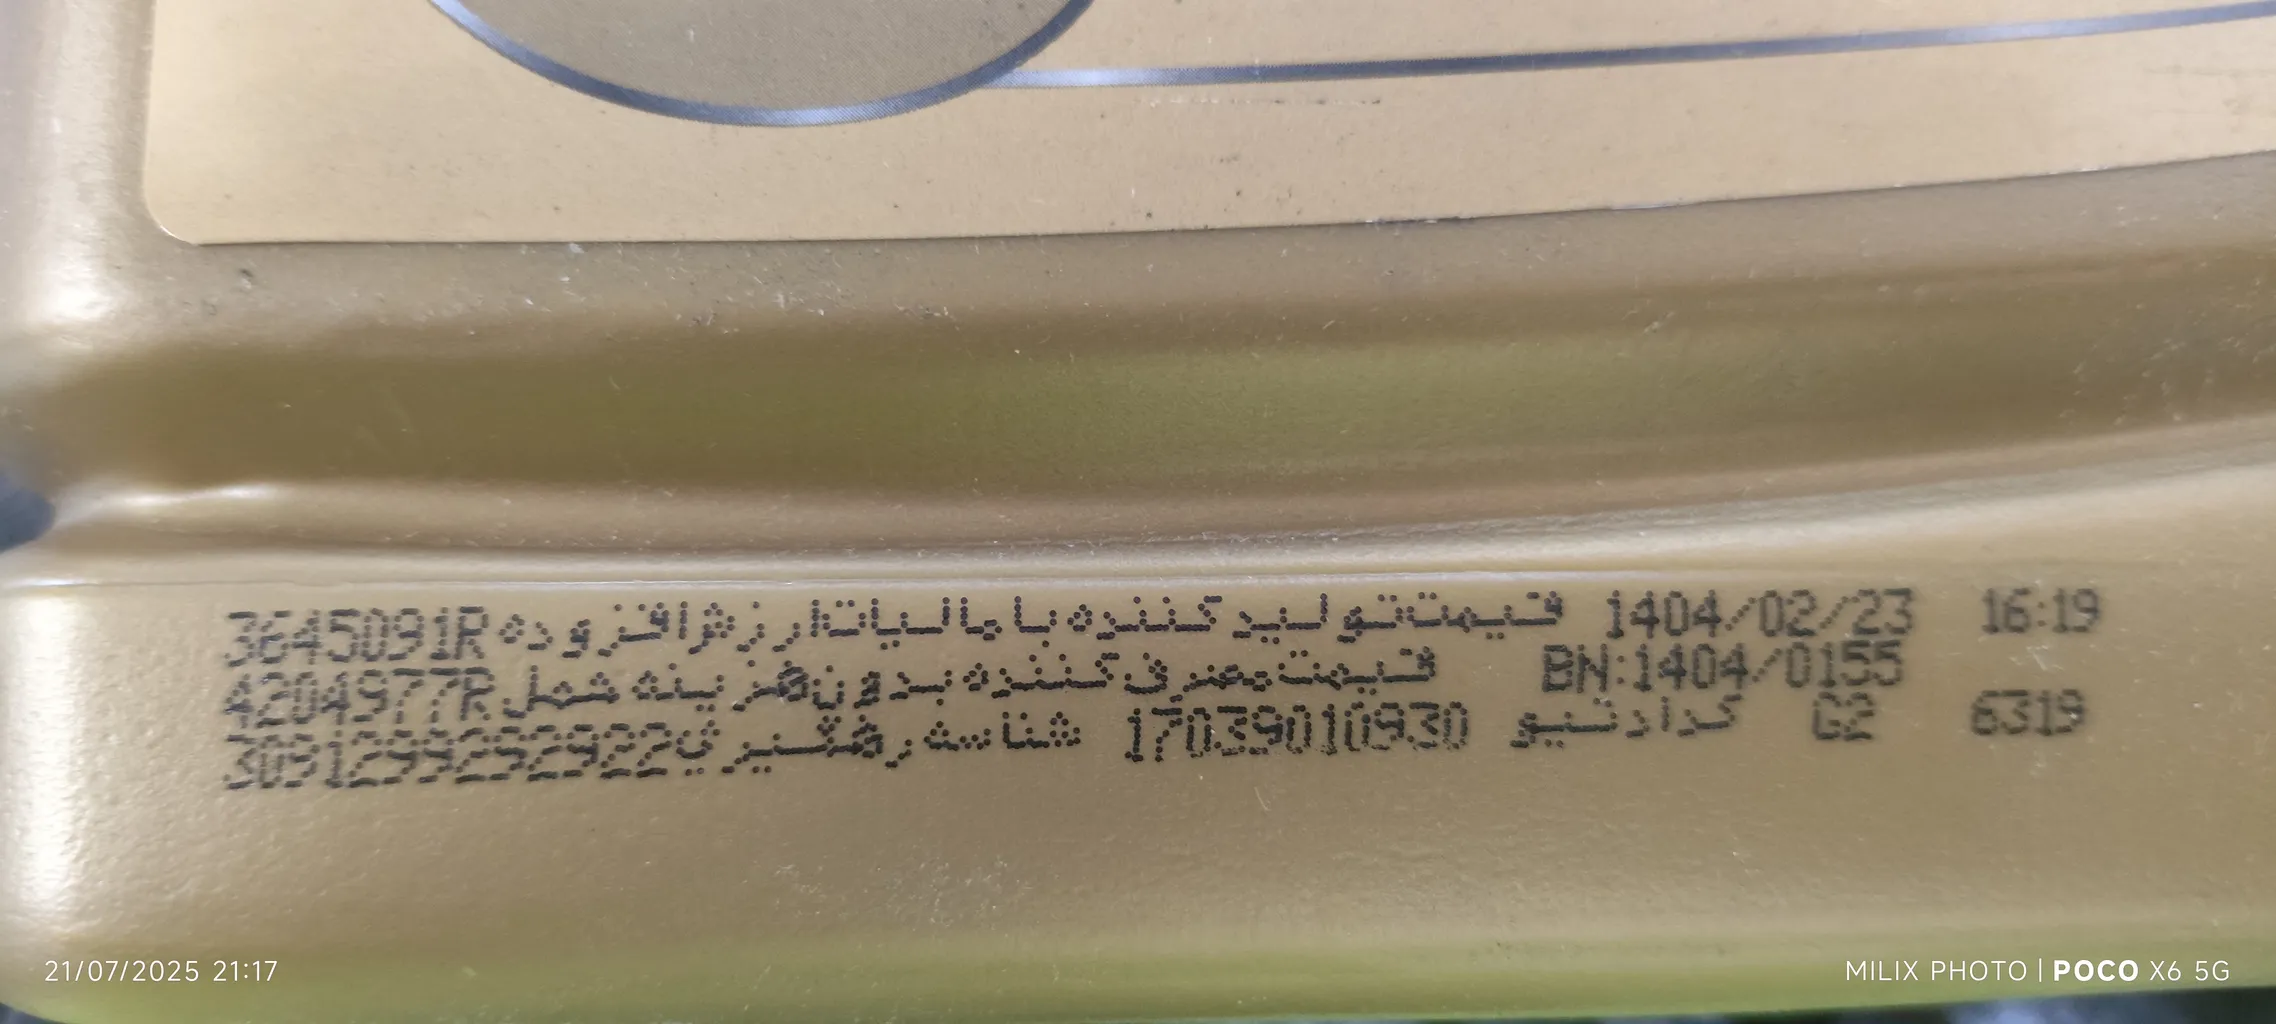 1404/02/23 16:19 قیمت تولید کننده با مالیات ارزش افزوده 3645091R
BN:1404/0155 قیمت مصرف کننده بدون هزینه حمل 4204977R
6319 G2 کد ادتیو 17039010930 شناسه رهگیری
21/07/2025 21:17
MILIX PHOTO | POCO X6 5G